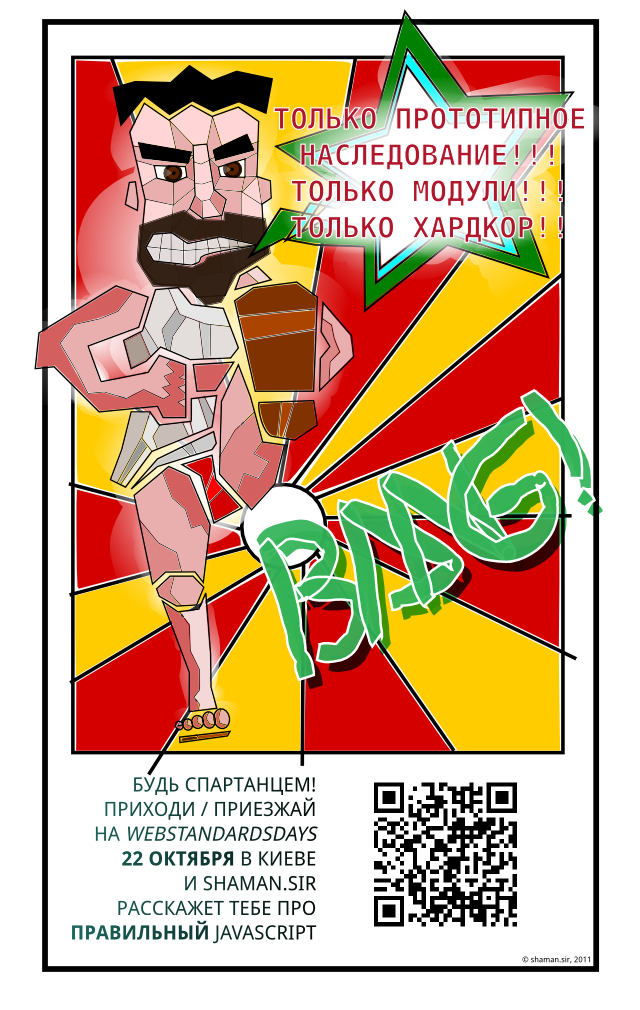 ТОЛЬКО ПРОТОТИПНОЕ
НАСЛЕДОВАНИЕ!!!
ТОЛЬКО МОДУЛИ!!!
ТОЛЬКО ХАРДКОР!!
BMG!
БУДЬ СПАРТАНЦЕМ!
ПРИХОДИ / ПРИЕЗЖАЙ
НА WEBSTANDARDSDAYS
22 ОКТЯБРЯ В КИЕВЕ
И SHAMAN.SIR
РАССКАЖЕТ ТЕБЕ ПРО
ПРАВИЛЬНЫЙ JAVASCRIPT
© shaman.sir, 2011